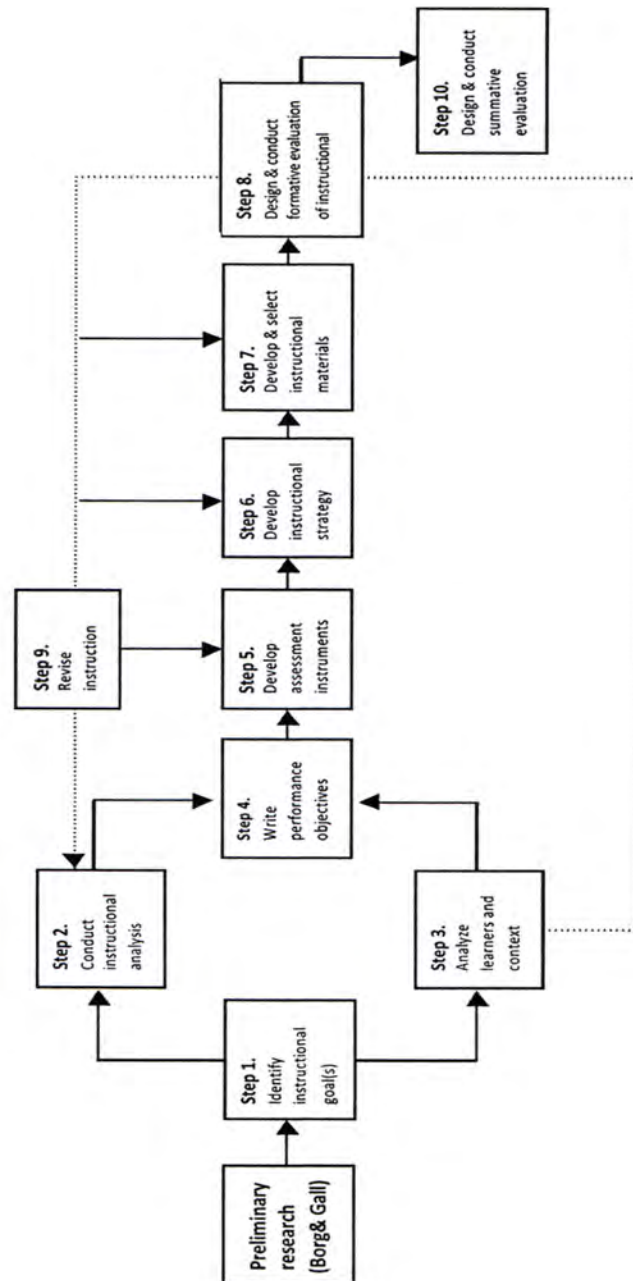 Preliminary
research
(Borg& Gall)
Step 1.
Identify
instructional
goal(s)
Step 2.
Conduct
instructional
analysis
Step 3.
Analyze
learners and
context
Step 4.
Write
performance
objectives
Step 9.
Revise
instruction
Step 5.
Develop
assessment
instruments
Step 6.
Develop
instructional
strategy
Step 7.
Develop & select
instructional
materials
Step 8.
Design & conduct
formative evaluation
of instructional
Step 10.
Design & conduct
summative
evaluation